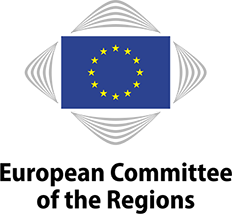 European Committee
of the Regions